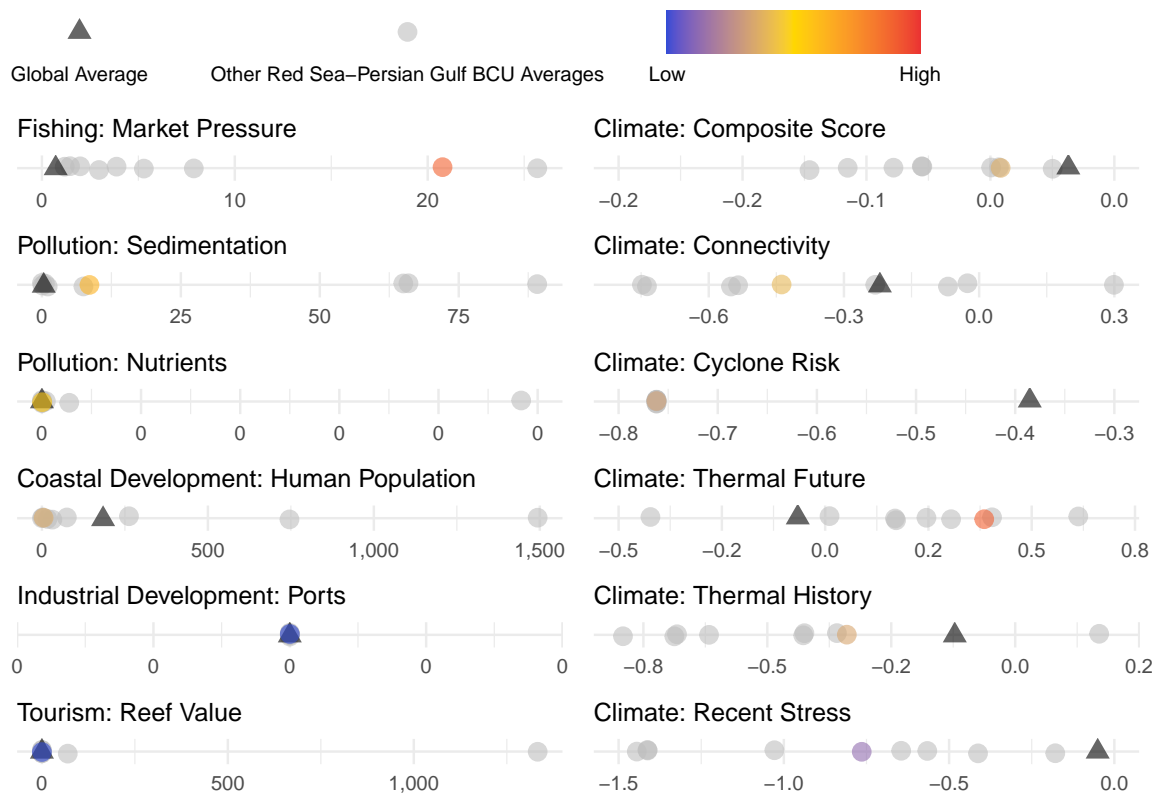 Global Average
Other Red Sea−Persian Gulf BCU Averages
Low
High
Fishing: Market Pressure
0 10 20
Pollution: Sedimentation
0 25 50 75
Pollution: Nutrients
0 0 0 0 0 0
Coastal Development: Human Population
0 500 1,000 1,500
Industrial Development: Ports
0 0 0 0 0
Tourism: Reef Value
0 500 1,000
Climate: Composite Score
−0.2 −0.2 −0.1 0.0 0.0
Climate: Connectivity
−0.6 −0.3 0.0 0.3
Climate: Cyclone Risk
−0.8 −0.7 −0.6 −0.5 −0.4 −0.3
Climate: Thermal Future
−0.5 −0.2 0.0 0.2 0.5 0.8
Climate: Thermal History
−0.8 −0.5 −0.2 0.0 0.2
Climate: Recent Stress
−1.5 −1.0 −0.5 0.0